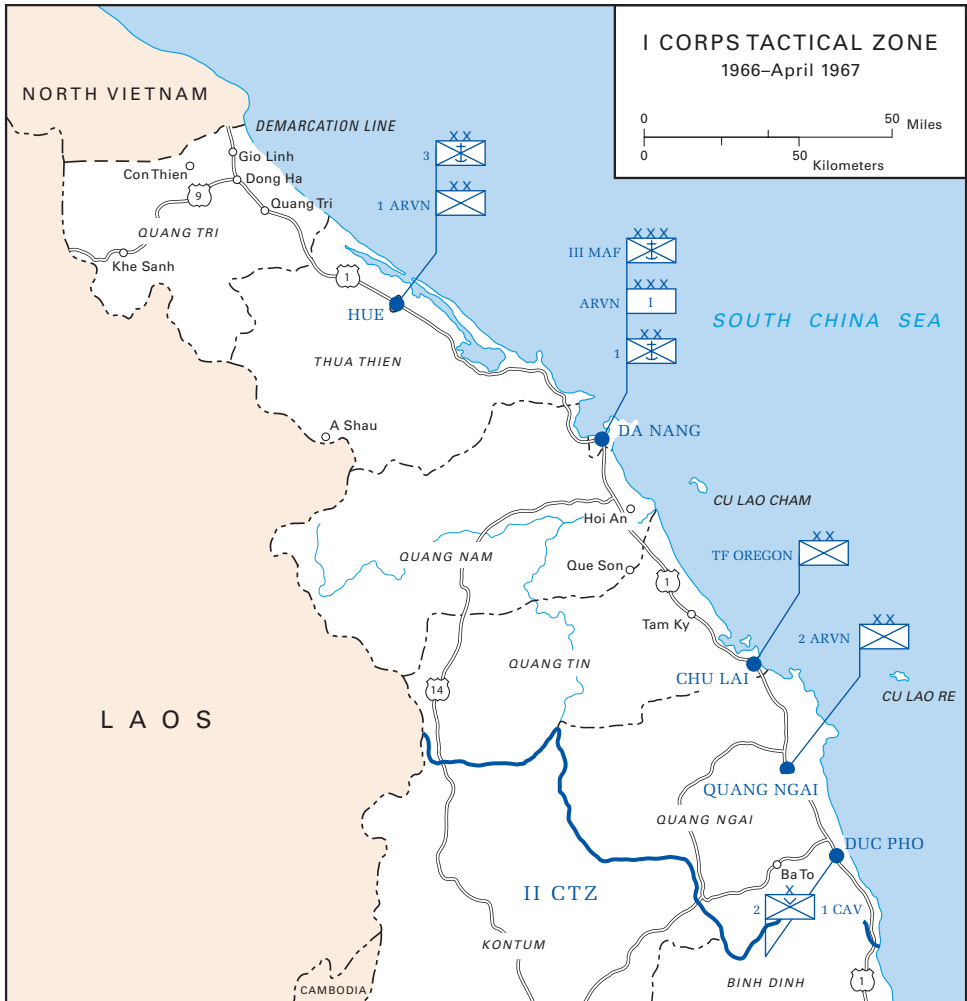 I CORPS TACTICAL ZONE
1966–April 1967
0 50 Miles
0 50
Kilometers
NORTH VIETNAM
DEMARCATION LINE
Gio Linh
Con Thien
Dong Ha
9
Quang Tri
QUANG TRI
Khe Sanh
X X
3
X X
1 ARVN
1
HUE
THUA THIEN
A Shau
X X X
III MAF
X X X
ARVN I
X X
1
SOUTH CHINA SEA
DA NANG
CU LAO CHAM
Hoi An
QUANG NAM
Que Son
1
Tam Ky
X X
TF OREGON
X X
2 ARVN
QUANG TIN
CHU LAI
CU LAO RE
14
LAOS
QUANG NGAI
QUANG NGAI
DUC PHO
Ba To
X
2 1 CAV
II CTZ
KONTUM
BINH DINH
1
CAMBODIA